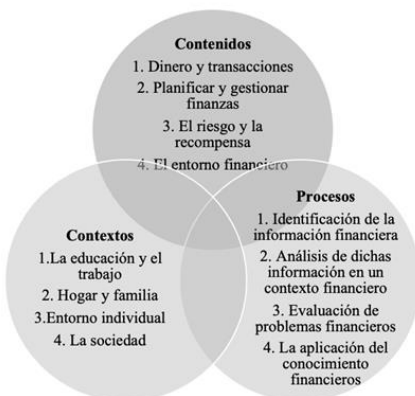 Contenidos
1. Dinero y transacciones
2. Planificar y gestionar
finanzas
3. El riesgo y la
recompensa
4. El entorno financiero
Contextos
1.La educación y el
trabajo
2. Hogar y familia
3.Entorno individual
4. La sociedad
Procesos
1. Identificación de la
información financiera
2. Análisis de dichas
información en un
contexto financiero
3. Evaluación de
problemas financieros
4. La aplicación del
conocimiento
financieros